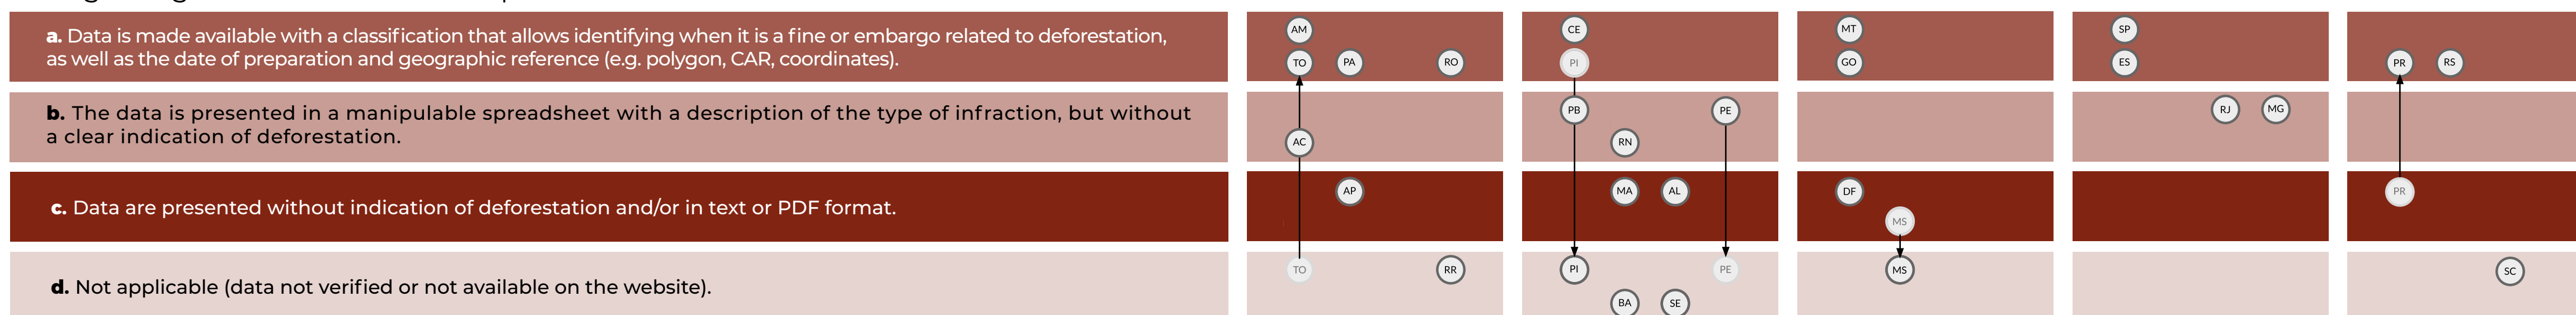 a. Data is made available with a classification that allows identifying when it is a fine or embargo related to deforestation,
as well as the date of preparation and geographic reference (e.g. polygon, CAR, coordinates).
AM
TO PA RO
CE
PI
MT
GO
SP
ES
PR RS
b. The data is presented in a manipulable spreadsheet with a description of the type of infraction, but without
a clear indication of deforestation.
AC
PB PE
RN
RJ MG
c. Data are presented without indication of deforestation and/or in text or PDF format.
AP
MA AL
DF
MS
PR
d. Not applicable (data not verified or not available on the website).
TO RR
PI PE
BA SE
MS
SC